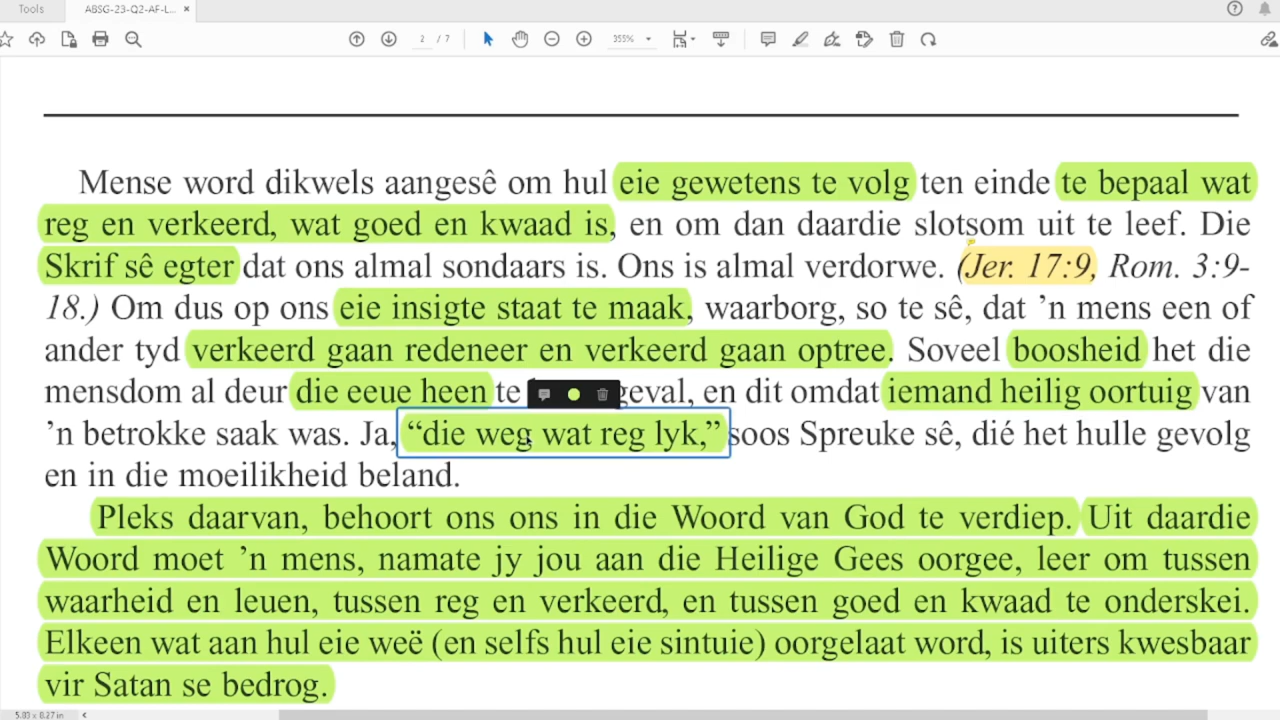 Tools
ABSG-23-Q2-AF-L... ×
2 / 7
355%
Mense word dikwels aangesê om hul eie gewetens te volg ten einde te bepaal wat
reg en verkeerd, wat goed en kwaad is, en om dan daardie slotsom uit te leef. Die
Skrif sê egter dat ons almal sondaars is. Ons is almal verdorwe. (Jer. 17:9, Rom. 3:9-
18.) Om dus op ons eie insigte staat te maak, waarborg, so te sê, dat ’n mens een of
ander tyd verkeerd gaan redeneer en verkeerd gaan optree. Soveel boosheid het die
mensdom al deur die eeue heen te geval, en dit omdat iemand heilig oortuig van
’n betrokke saak was. Ja, “die weg wat reg lyk,” soos Spreuke sê, dié het hulle gevolg
en in die moeilikheid beland.
Pleks daarvan, behoort ons ons in die Woord van God te verdiep. Uit daardie
Woord moet ’n mens, namate jy jou aan die Heilige Gees oorgee, leer om tussen
waarheid en leuen, tussen reg en verkeerd, en tussen goed en kwaad te onderskei.
Elkeen wat aan hul eie weë (en selfs hul eie sintuie) oorgelaat word, is uiters kwesbaar
vir Satan se bedrog.
5.83 x 8.27 in